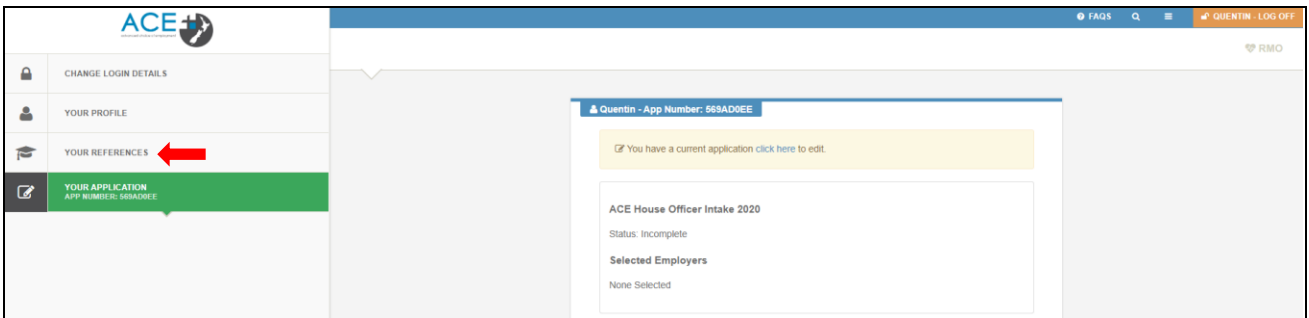 ACE
FAQS
QUENTIN - LOG OFF
RMO
CHANGE LOGIN DETAILS
YOUR PROFILE
YOUR REFERENCES
YOUR APPLICATION
APP NUMBER: 569AD0EE
Quentin - App Number: 569AD0EE
You have a current application click here to edit.
ACE House Officer Intake 2020
Status: Incomplete
Selected Employers
None Selected